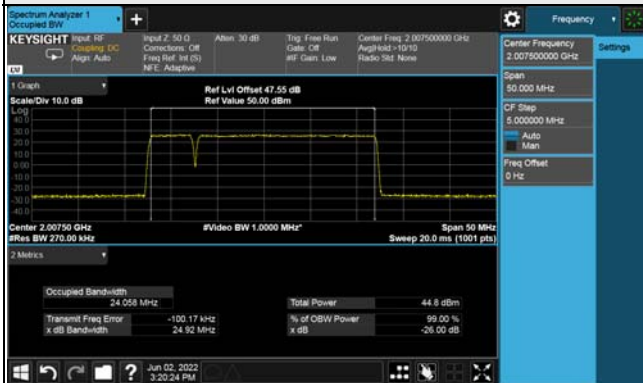 Spectrum Analyzer 1
Occupied BW
Frequency
KEYSIGHT
Input: RF
Coupling: DC
Align: Auto
Input Z: 50 Ω
Corrections: Off
Freq Ref: Int (S)
NFE: Adaptive
Atten: 30 dB
Trig: Free Run
Gate: Off
#IF Gain: Low
Center Freq: 2.007500000 GHz
Avg|Hold:>10/10
Radio Std: None
Center Frequency
2.007500000 GHz
Settings
Span
50.000 MHz
CF Step
5.000000 MHz
Auto
Man
Freq Offset
0 Hz
1 Graph
Scale/Div 10.0 dB
Ref Lvl Offset 47.55 dB
Ref Value 50.00 dBm
Log
40.0
30.0
20.0
10.0
0.00
-10.0
-20.0
-30.0
-40.0
Center 2.00750 GHz
#Res BW 270.00 kHz
#Video BW 1.0000 MHz*
Span 50 MHz
Sweep 20.0 ms (1001 pts)
2 Metrics
Occupied Bandwidth
24.058 MHz
Total Power 44.8 dBm
Transmit Freq Error -100.17 kHz
% of OBW Power 99.00 %
x dB Bandwidth 24.92 MHz
x dB -26.00 dB
?
Jun 02, 2022
3:20:24 PM